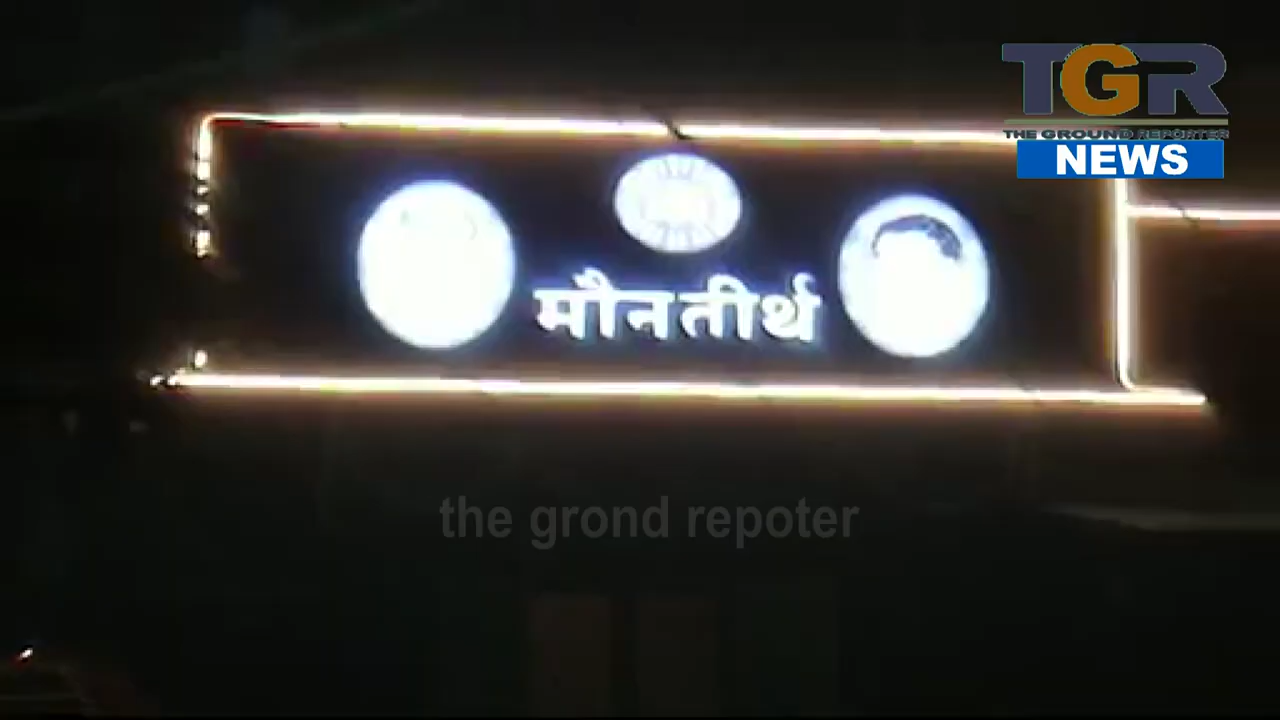 TGR
THE GROUND REPORTER
NEWS
मौनतीर्थ
the grond repoter